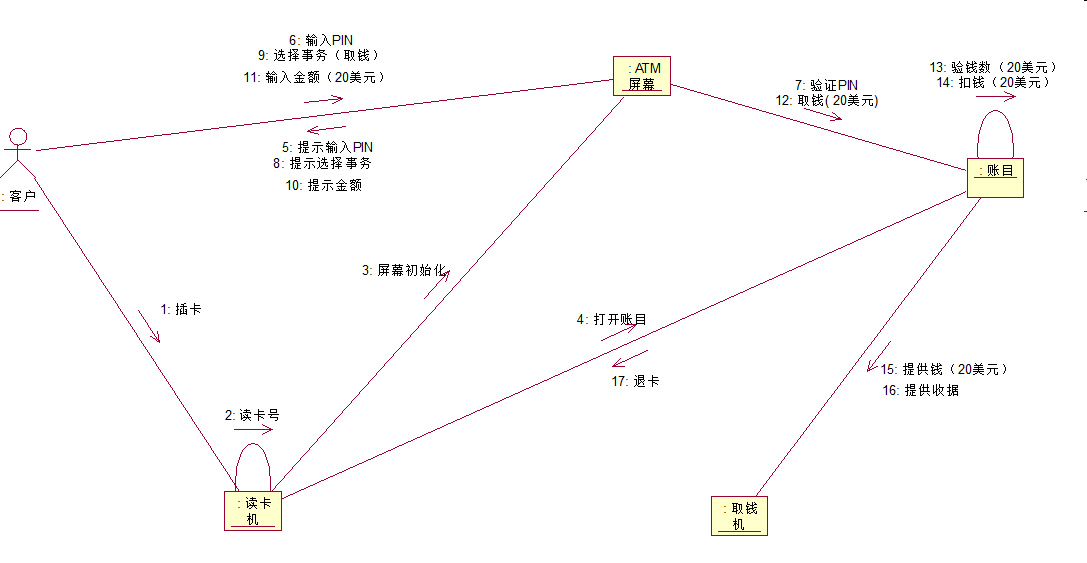 6: 输入PIN
9: 选择事务（取钱）
11: 输入金额（20美元）
: ATM
屏幕
13: 验钱数（20美元）
14: 扣钱（20美元）
7: 验证PIN
12: 取钱( 20美元)
5: 提示输入PIN
8: 提示选择事务
10: 提示金额
: 客户
: 账目
3: 屏幕初始化
1: 插卡
4: 打开账目
17: 退卡
15: 提供钱（20美元）
16: 提供收据
2: 读卡号
: 读卡
机
: 取钱
机